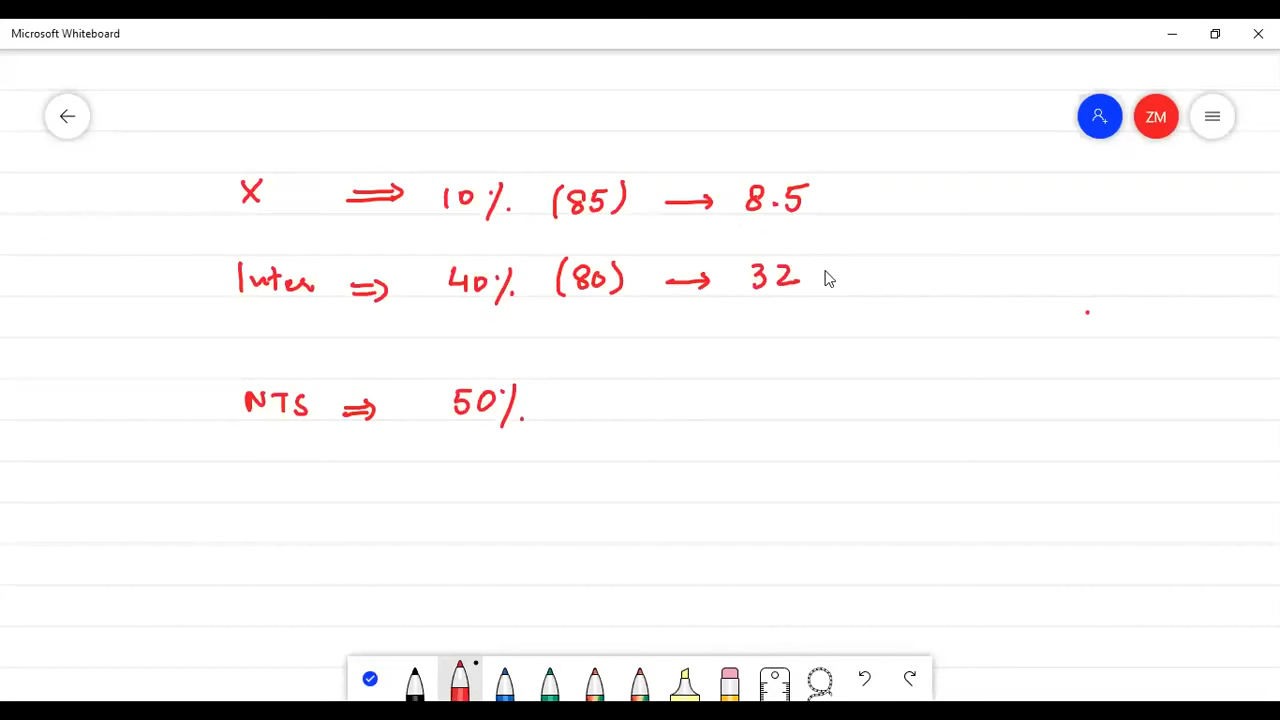 Microsoft Whiteboard
ZM
X ⟹ 10% (85) → 8.5
Inter ⇒ 40% (80) → 32
NTS ⇒ 50%.